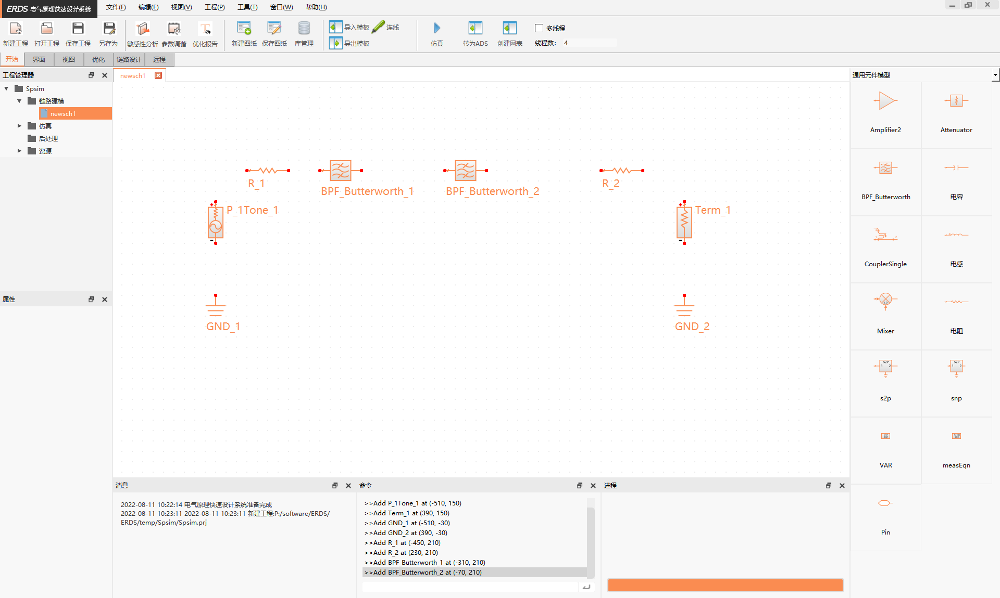 ERDS 电气原理快速设计系统
文件(F) 编辑(E) 视图(V) 工程(P) 工具(T) 窗口(W) 帮助(H)
新建工程 打开工程 保存工程 另存为 敏感性分析 参数调谐 优化报告 新建图纸 保存图纸 库管理 导入模板 连线 导出模板 仿真 转为ADS 创建网表
多线程
线程数: 4
开始 界面 视图 优化 链路设计 远程
工程管理器
newsch1
通用元件模型
Spsim
链路建模
newsch1
仿真
后处理
资源
属性
R_1
BPF_Butterworth_1
BPF_Butterworth_2
R_2
P_1Tone_1
Term_1
GND_1
GND_2
Amplifier2
Attenuator
BPF_Butterworth
电容
CouplerSingle
电感
LO
Mixer
电阻
S2P
1 2
s2p
S2P
1 2
snp
Var
Eqn
VAR
Meas
Eqn
measEqn
Pin
消息
2022-08-11 10:22:14 电气原理快速设计系统准备完成
2022-08-11 10:23:11 2022-08-11 10:23:11 新建工程:P:/software/ERDS/
ERDS/temp/Spsim/Spsim.prj
命令
>>Add P_1Tone_1 at (-510, 150)
>>Add Term_1 at (390, 150)
>>Add GND_1 at (-510, -30)
>>Add GND_2 at (390, -30)
>>Add R_1 at (-450, 210)
>>Add R_2 at (230, 210)
>>Add BPF_Butterworth_1 at (-310, 210)
>>Add BPF_Butterworth_2 at (-70, 210)
进程